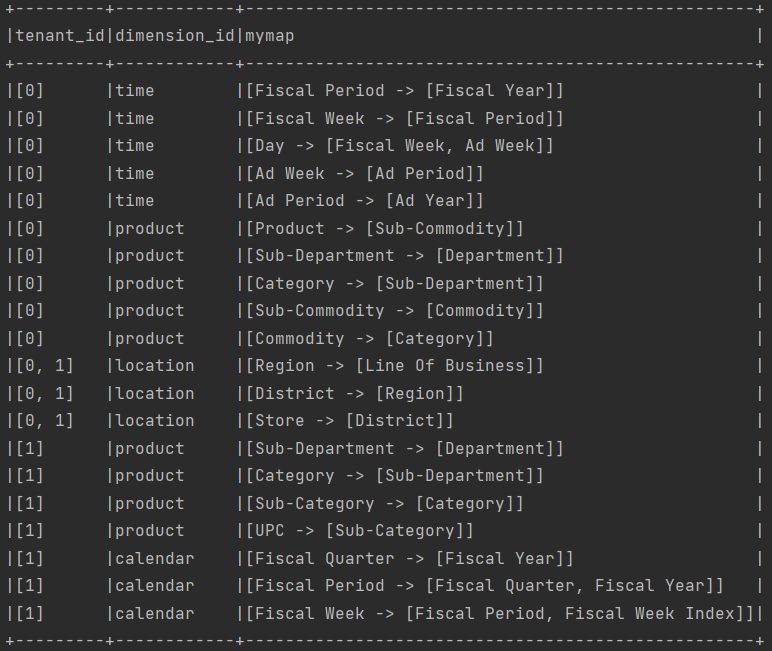 +---------+------------+---------------------------------------------------+
|tenant_id|dimension_id|mymap                                              |
+---------+------------+---------------------------------------------------+
|[0]      |time        |[Fiscal Period -> [Fiscal Year]]                   |
|[0]      |time        |[Fiscal Week -> [Fiscal Period]]                   |
|[0]      |time        |[Day -> [Fiscal Week, Ad Week]]                    |
|[0]      |time        |[Ad Week -> [Ad Period]]                           |
|[0]      |time        |[Ad Period -> [Ad Year]]                           |
|[0]      |product     |[Product -> [Sub-Commodity]]                       |
|[0]      |product     |[Sub-Department -> [Department]]                   |
|[0]      |product     |[Category -> [Sub-Department]]                     |
|[0]      |product     |[Sub-Commodity -> [Commodity]]                     |
|[0]      |product     |[Commodity -> [Category]]                          |
|[0, 1]   |location    |[Region -> [Line Of Business]]                     |
|[0, 1]   |location    |[District -> [Region]]                             |
|[0, 1]   |location    |[Store -> [District]]                              |
|[1]      |product     |[Sub-Department -> [Department]]                   |
|[1]      |product     |[Category -> [Sub-Department]]                     |
|[1]      |product     |[Sub-Category -> [Category]]                       |
|[1]      |product     |[UPC -> [Sub-Category]]                            |
|[1]      |calendar    |[Fiscal Quarter -> [Fiscal Year]]                  |
|[1]      |calendar    |[Fiscal Period -> [Fiscal Quarter, Fiscal Year]]   |
|[1]      |calendar    |[Fiscal Week -> [Fiscal Period, Fiscal Week Index]]|
+---------+------------+---------------------------------------------------+